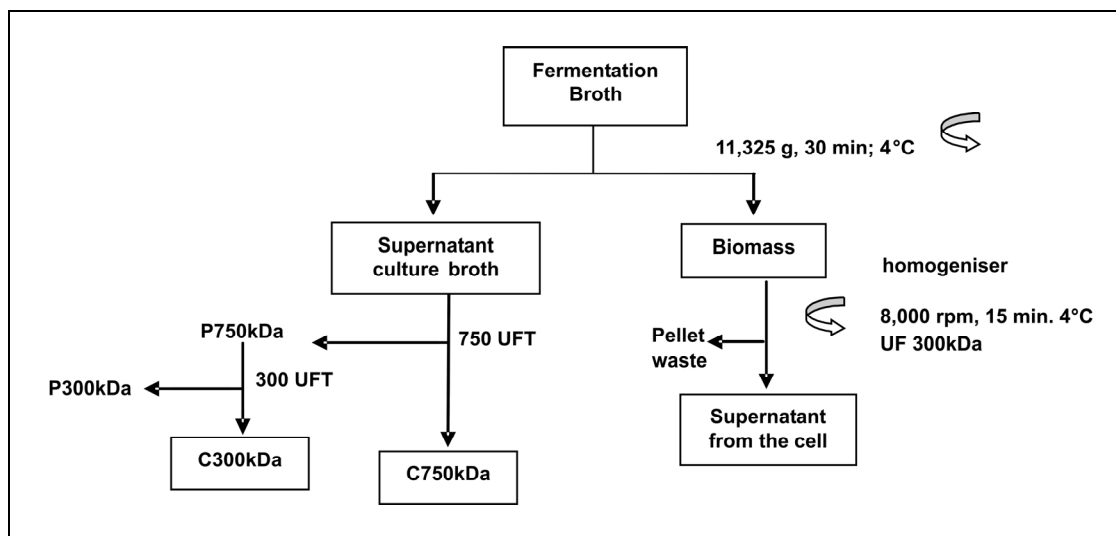 Fermentation
Broth
11,325 g, 30 min; 4°C
Supernatant
culture broth
Biomass
homogeniser
8,000 rpm, 15 min. 4°C
UF 300kDa
P750kDa
750 UFT
Pellet
waste
P300kDa
300 UFT
Supernatant
from the cell
C300kDa
C750kDa